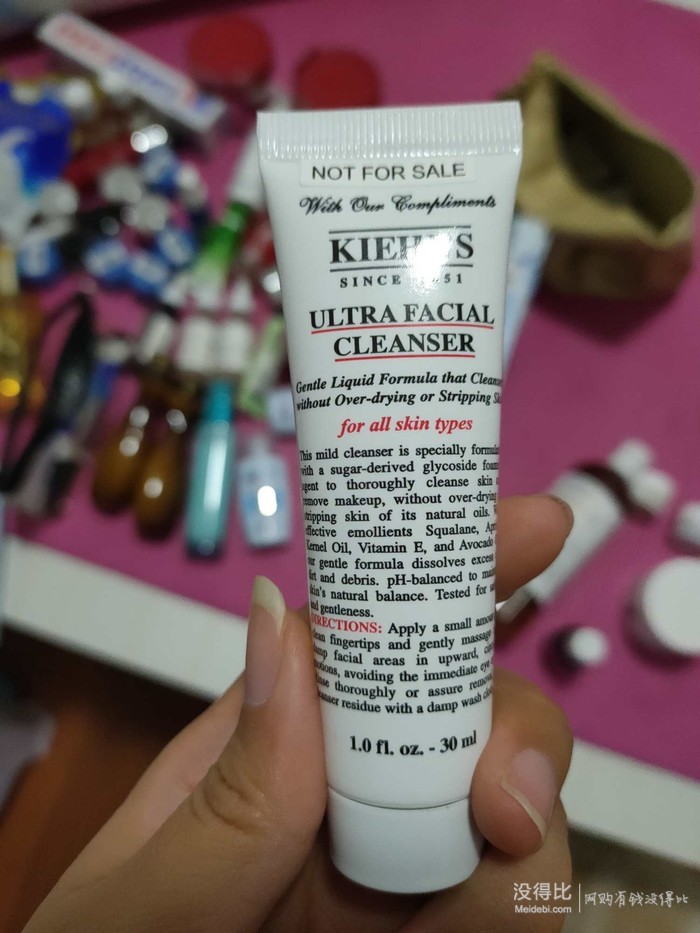 NOT FOR SALE
With Our Compliments
KIEHL'S
SINCE 1851
ULTRA FACIAL
CLEANSER
Gentle Liquid Formula that Cleanses
without Over-drying or Stripping
for all skin types
This mild cleanser is specially
with a sugar-derived glycoside
to thoroughly cleanse skin
remove makeup, without over-drying
stripping skin of its natural oils.
effective emollients Squalane,
Kernel Oil, Vitamin E, and Avocado
our gentle formula dissolves
dirt and debris. pH-balanced to
skin's natural balance. Tested for
and gentleness.
DIRECTIONS: Apply a small
clean fingertips and gently massage
damp facial areas in upward,
motions, avoiding the immediate eye
thoroughly or assure
residue with a damp wash
1.0 fl. oz. - 30 ml
没得比 网购有钱没得比
Meidebi.com